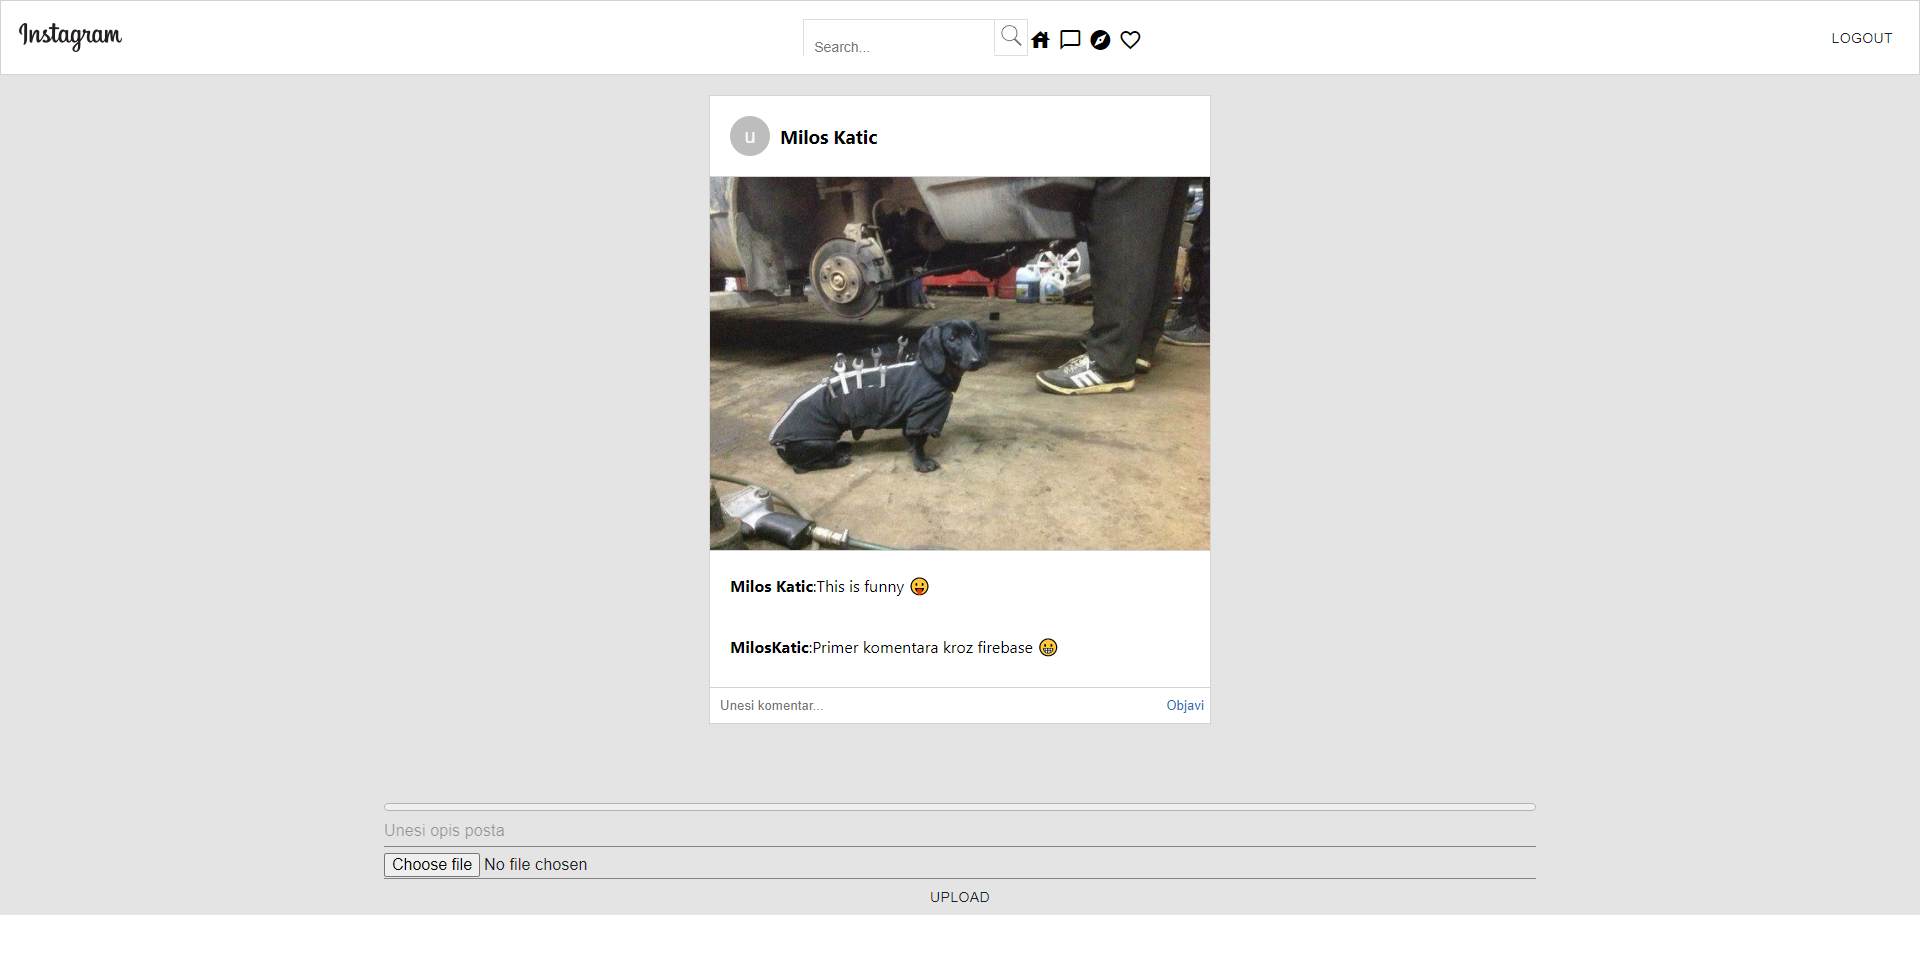 Instagram
Search...
LOGOUT
u
Milos Katic
Milos Katic:This is funny 😛
MilosKatic:Primer komentara kroz firebase 😀
Unesi komentar...
Objavi
Unesi opis posta
Choose file No file chosen
UPLOAD